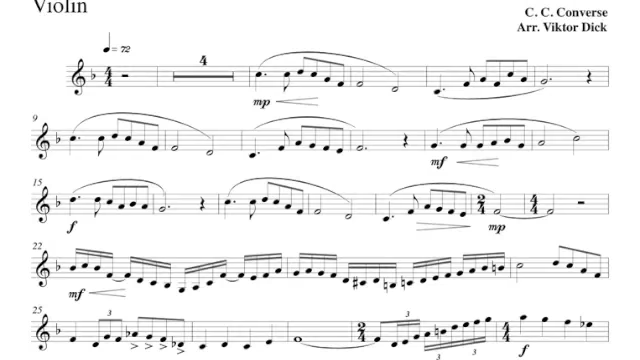 Violin
C. C. Converse
Arr. Viktor Dick
= 72
4
mp
9
mf
15
f
mp
22
mf
25
3
3
3
3
f